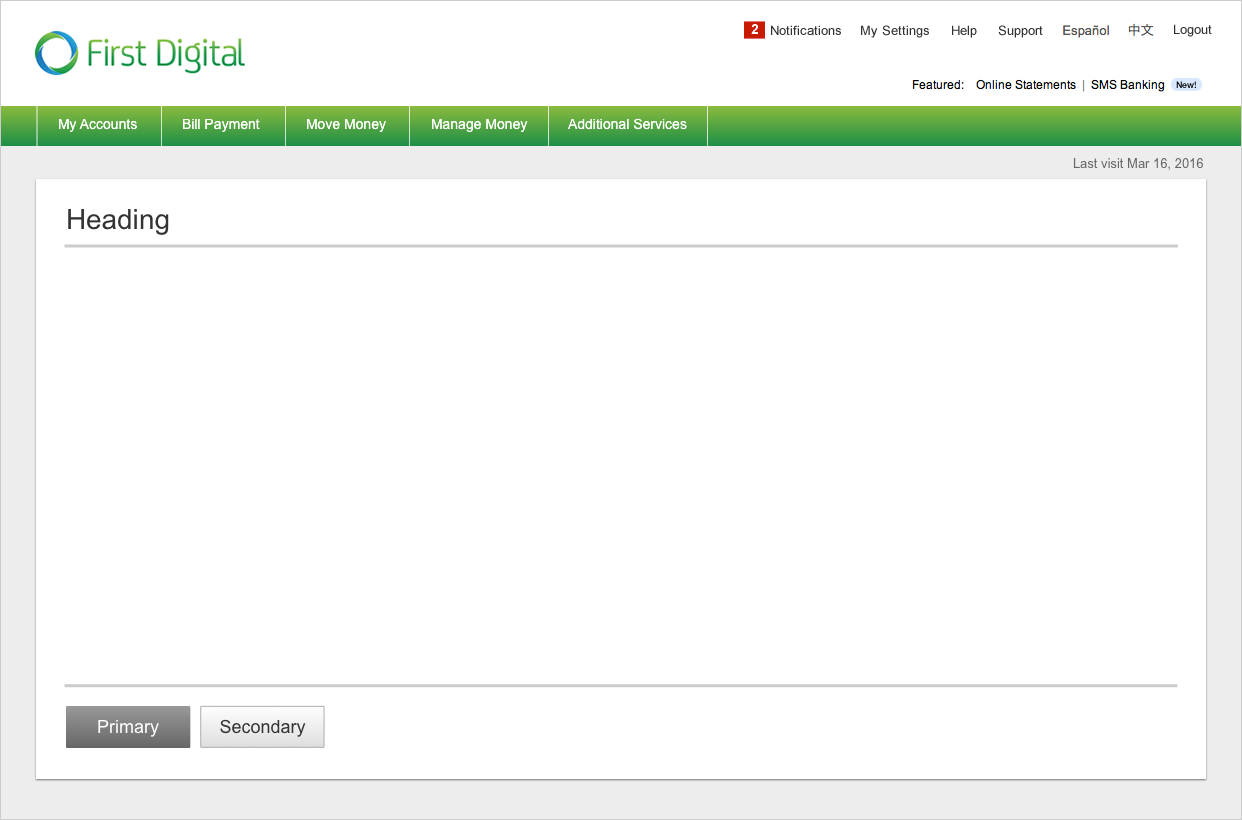 First Digital
2 Notifications My Settings Help Support Español 中文 Logout
Featured: Online Statements | SMS Banking New!
My Accounts Bill Payment Move Money Manage Money Additional Services
Last visit Mar 16, 2016
Heading
Primary Secondary